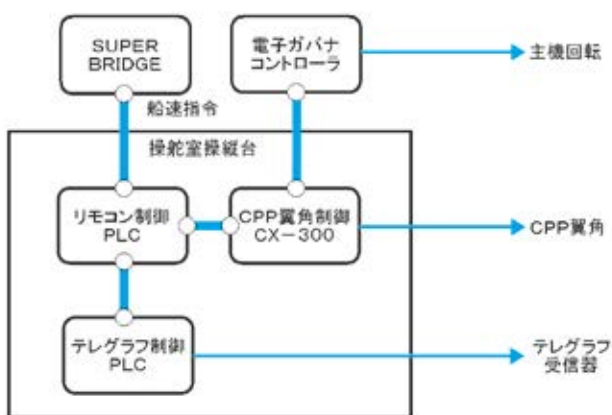 SUPER
BRIDGE
電子ガバナ
コントローラ
主機回転
船速指令
操舵室操縦台
リモコン制御
PLC
CPP翼角制御
CX－300
CPP翼角
テレグラフ制御
PLC
テレグラフ
受信器